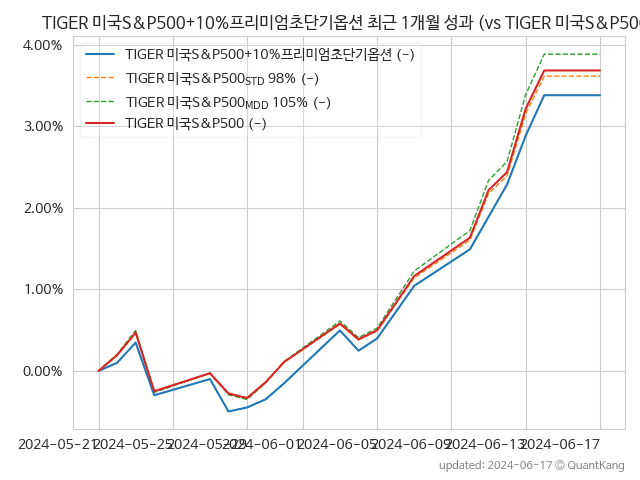 TIGER 미국S&P500+10%프리미엄초단기옵션 최근 1개월 성과 (vs TIGER 미국S&P500
4.00%
TIGER 미국S&P500+10%프리미엄초단기옵션 (-)
TIGER 미국S&P500STD 98% (-)
TIGER 미국S&P500MDD 105% (-)
TIGER 미국S&P500 (-)
3.00%
2.00%
1.00%
0.00%
2024-05-21 2024-05-25 2024-05-29 2024-06-01 2024-06-05 2024-06-09 2024-06-13 2024-06-17
updated: 2024-06-17 © QuantKang